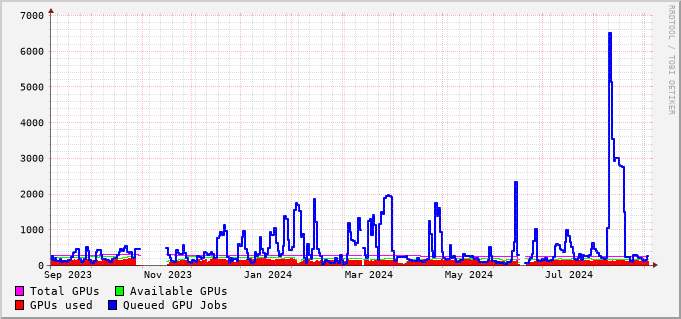 7000
6000
5000
4000
3000
2000
1000
0
Sep 2023 Nov 2023 Jan 2024 Mar 2024 May 2024 Jul 2024
Total GPUs Available GPUs
GPUs used Queued GPU Jobs
RRDTOOL / TOBI OETIKER